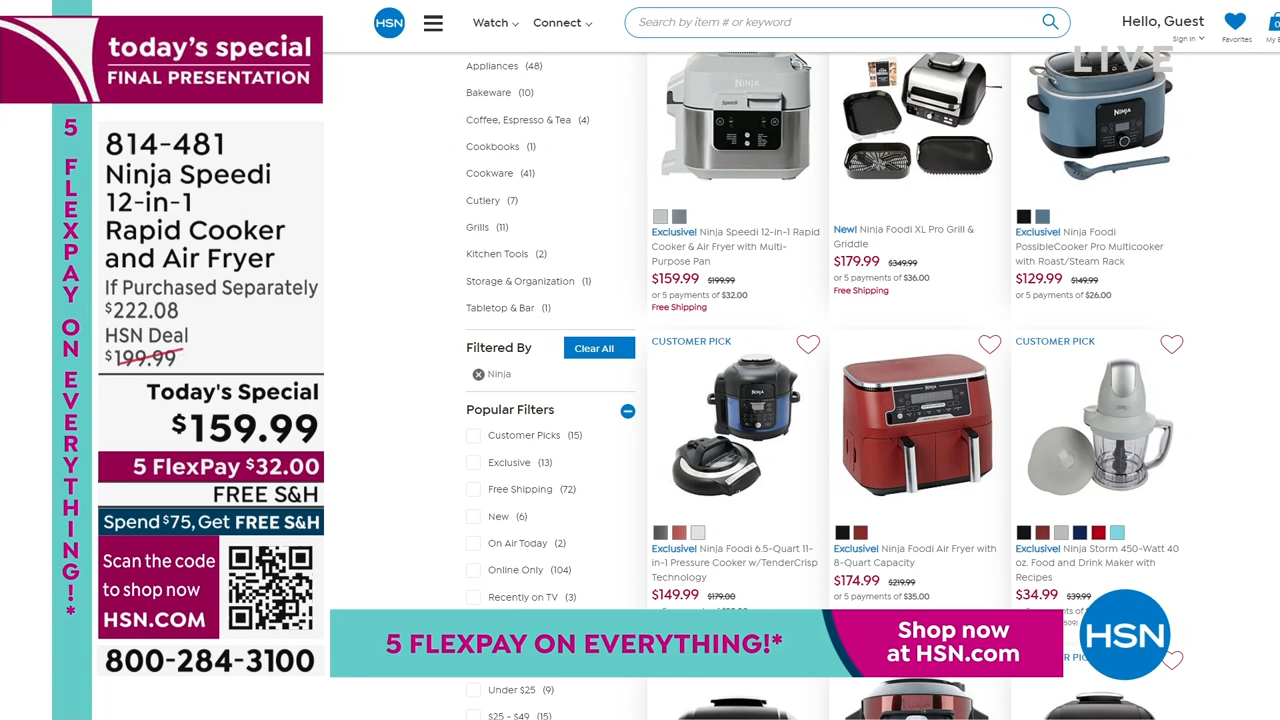 today's special
FINAL PRESENTATION
5 FLEXPAY ON EVERYTHING!*
814-481
Ninja Speedi
12-in-1
Rapid Cooker
and Air Fryer
If Purchased Separately
$222.08
HSN Deal
$199.99
Today's Special
$159.99
5 FlexPay $32.00
FREE S&H
Spend $75, Get FREE S&H
Scan the code
to shop now
HSN.COM
800-284-3100
HSN
Watch
Connect
Search by item # or keyword
Hello, Guest
Sign In
Favorites
LIVE
Appliances (48)
Bakeware (10)
Coffee, Espresso & Tea (4)
Cookbooks (1)
Cookware (41)
Cutlery (7)
Grills (11)
Kitchen Tools (2)
Storage & Organization (1)
Tabletop & Bar (1)
Filtered By
Clear All
Ninja
Popular Filters
Customer Picks (15)
Exclusive (13)
Free Shipping (72)
New (6)
On Air Today (2)
Online Only (104)
Recently on TV (3)
Under $25 (9)
$25 - $49 (15)
NINJA
Speedi
Exclusive! Ninja Speedi 12-in-1 Rapid
Cooker & Air Fryer with Multi-
Purpose Pan
$159.99 $199.99
or 5 payments of $32.00
Free Shipping
New! Ninja Foodi XL Pro Grill &
Griddle
$179.99 $349.99
or 5 payments of $36.00
Free Shipping
NINJA
Exclusive! Ninja Foodi
PossibleCooker Pro Multicooker
with Roast/Steam Rack
$129.99 $149.99
or 5 payments of $26.00
CUSTOMER PICK
NINJA
Exclusive! Ninja Foodi 6.5-Quart 11-
in-1 Pressure Cooker w/TenderCrisp
Technology
$149.99 $179.00
NINJA
Exclusive! Ninja Foodi Air Fryer with
8-Quart Capacity
$174.99 $219.99
or 5 payments of $35.00
CUSTOMER PICK
Exclusive! Ninja Storm 450-Watt 40
oz. Food and Drink Maker with
Recipes
$34.99 $39.99
5 FLEXPAY ON EVERYTHING!*
Shop now
at HSN.com
HSN